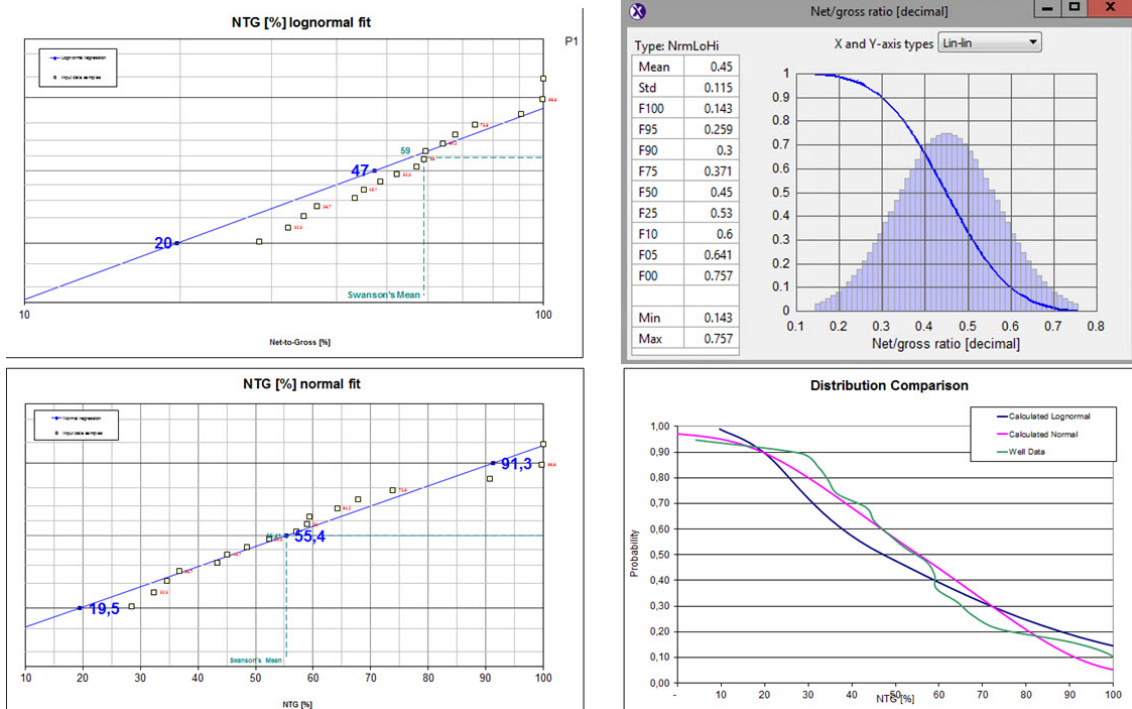 NTG [%] lognormal fit
P1
Lognormal regression
Input data samples
59
47
20
Swanson's Mean
10
100
Net-to-Gross [%]
Net/gross ratio [decimal]
Type: NrmLoHi
X and Y-axis types Lin-lin
Mean 0.45
Std 0.115
F100 0.143
F95 0.259
F90 0.3
F75 0.371
F50 0.45
F25 0.53
F10 0.6
F05 0.641
F00 0.757
Min 0.143
Max 0.757
1
0.9
0.8
0.7
0.6
0.5
0.4
0.3
0.2
0.1
0
0.1 0.2 0.3 0.4 0.5 0.6 0.7 0.8
Net/gross ratio [decimal]
NTG [%] normal fit
Normal regression
Input data samples
91,3
55,4
19,5
Swanson's Mean
10 20 30 40 50 60 70 80 90 100
NTG [%]
Distribution Comparison
Calculated Lognormal
Calculated Normal
Well Data
1,00
0,90
0,80
0,70
0,60
0,50
0,40
0,30
0,20
0,10
0,00
Probability
- 10 20 30 40 50 60 70 80 90 100
NTG [%]